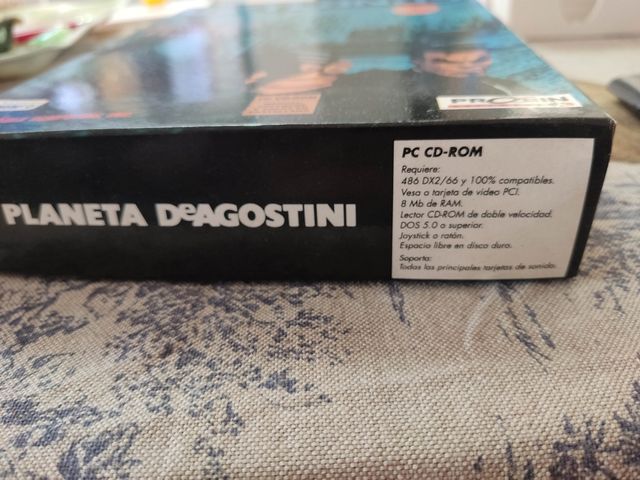 PROEIN
PLANETA DeAGOSTINI
PC CD-ROM
Requiere:
486 DX2/66 y 100% compatibles.
Vesa o tarjeta de video PCI.
8 Mb de RAM.
Lector CD-ROM de doble velocidad.
DOS 5.0 o superior.
Joystick o ratón.
Espacio libre en disco duro.
Soporta:
Todas las principales tarjetas de sonido.